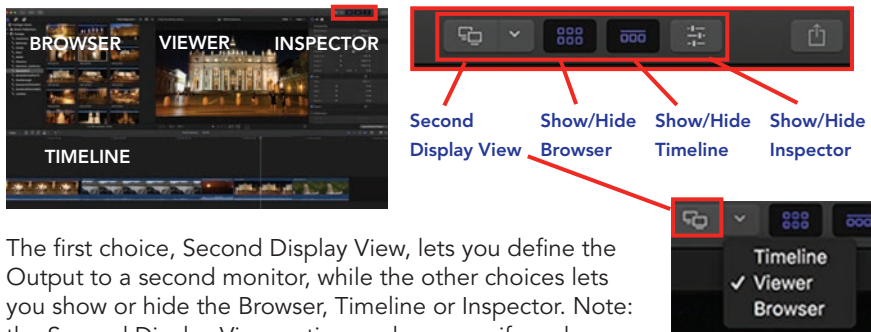 BROWSER VIEWER INSPECTOR
TIMELINE
Second Display View
Show/Hide Browser
Show/Hide Timeline
Show/Hide Inspector
Timeline
✓ Viewer
Browser
The first choice, Second Display View, lets you define the
Output to a second monitor, while the other choices lets
you show or hide the Browser, Timeline or Inspector. Note: